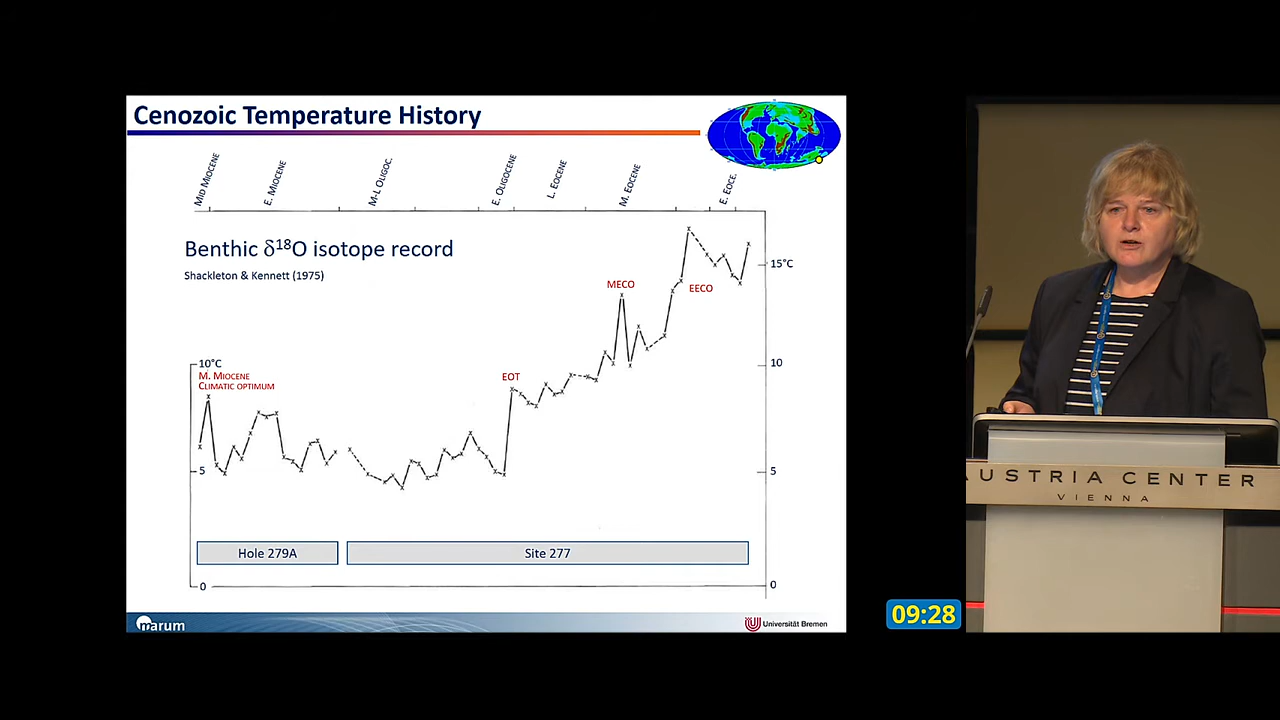 Cenozoic Temperature History
MID MIOCENE
E. MIOCENE
M-L OLIGOC.
E. OLIGOCENE
L. EOCENE
M. EOCENE
E. EOCE.
Benthic δ18O isotope record
Shackleton & Kennett (1975)
15°C
MECO
EECO
10°C
10
M. MIOCENE
CLIMATIC OPTIMUM
EOT
5
5
Hole 279A
Site 277
0
0
marum
Universität Bremen
09:28
AUSTRIA CENTER
VIENNA